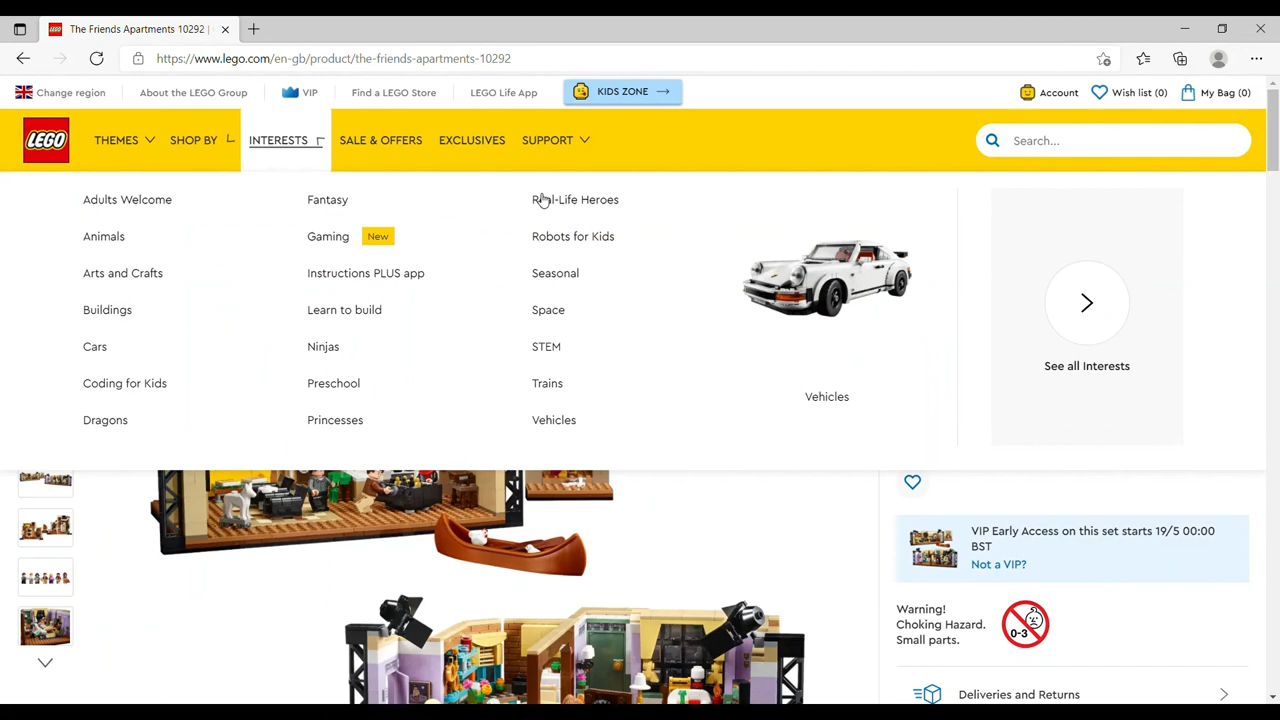 The Friends Apartments 10292 |
https://www.lego.com/en-gb/product/the-friends-apartments-10292
Change region
About the LEGO Group
VIP
Find a LEGO Store
LEGO Life App
KIDS ZONE
Account
Wish list (0)
My Bag (0)
LEGO
THEMES
SHOP BY
INTERESTS
SALE & OFFERS
EXCLUSIVES
SUPPORT
Search...
Adults Welcome
Animals
Arts and Crafts
Buildings
Cars
Coding for Kids
Dragons
Fantasy
Gaming New
Instructions PLUS app
Learn to build
Ninjas
Preschool
Princesses
Real-Life Heroes
Robots for Kids
Seasonal
Space
STEM
Trains
Vehicles
Vehicles
See all Interests
VIP Early Access on this set starts 19/5 00:00
BST
Not a VIP?
Warning!
Choking Hazard.
Small parts.
0-3
Deliveries and Returns